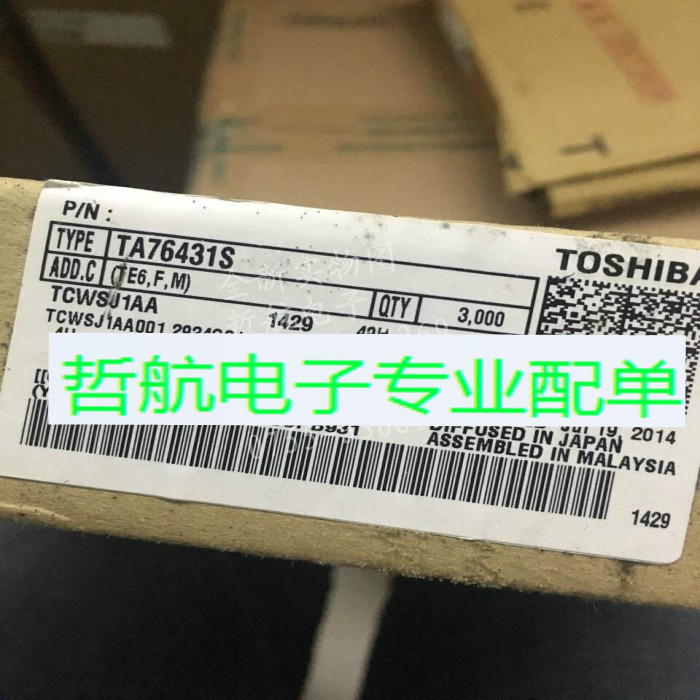 P/N :
TYPE TA76431S
TOSHIBA
ADD.C (TE6,F,M)
TCWSJ1AA 1429
QTY 3,000
TCWSJ1AA001
哲航电子专业配单
2014
DIFFUSED IN JAPAN
ASSEMBLED IN MALAYSIA
1429